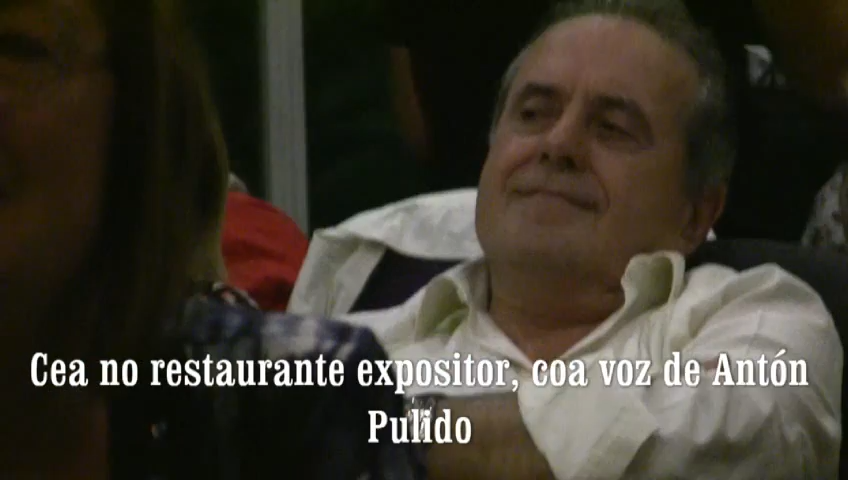 Cea no restaurante expositor, coa voz de Antón
Pulido